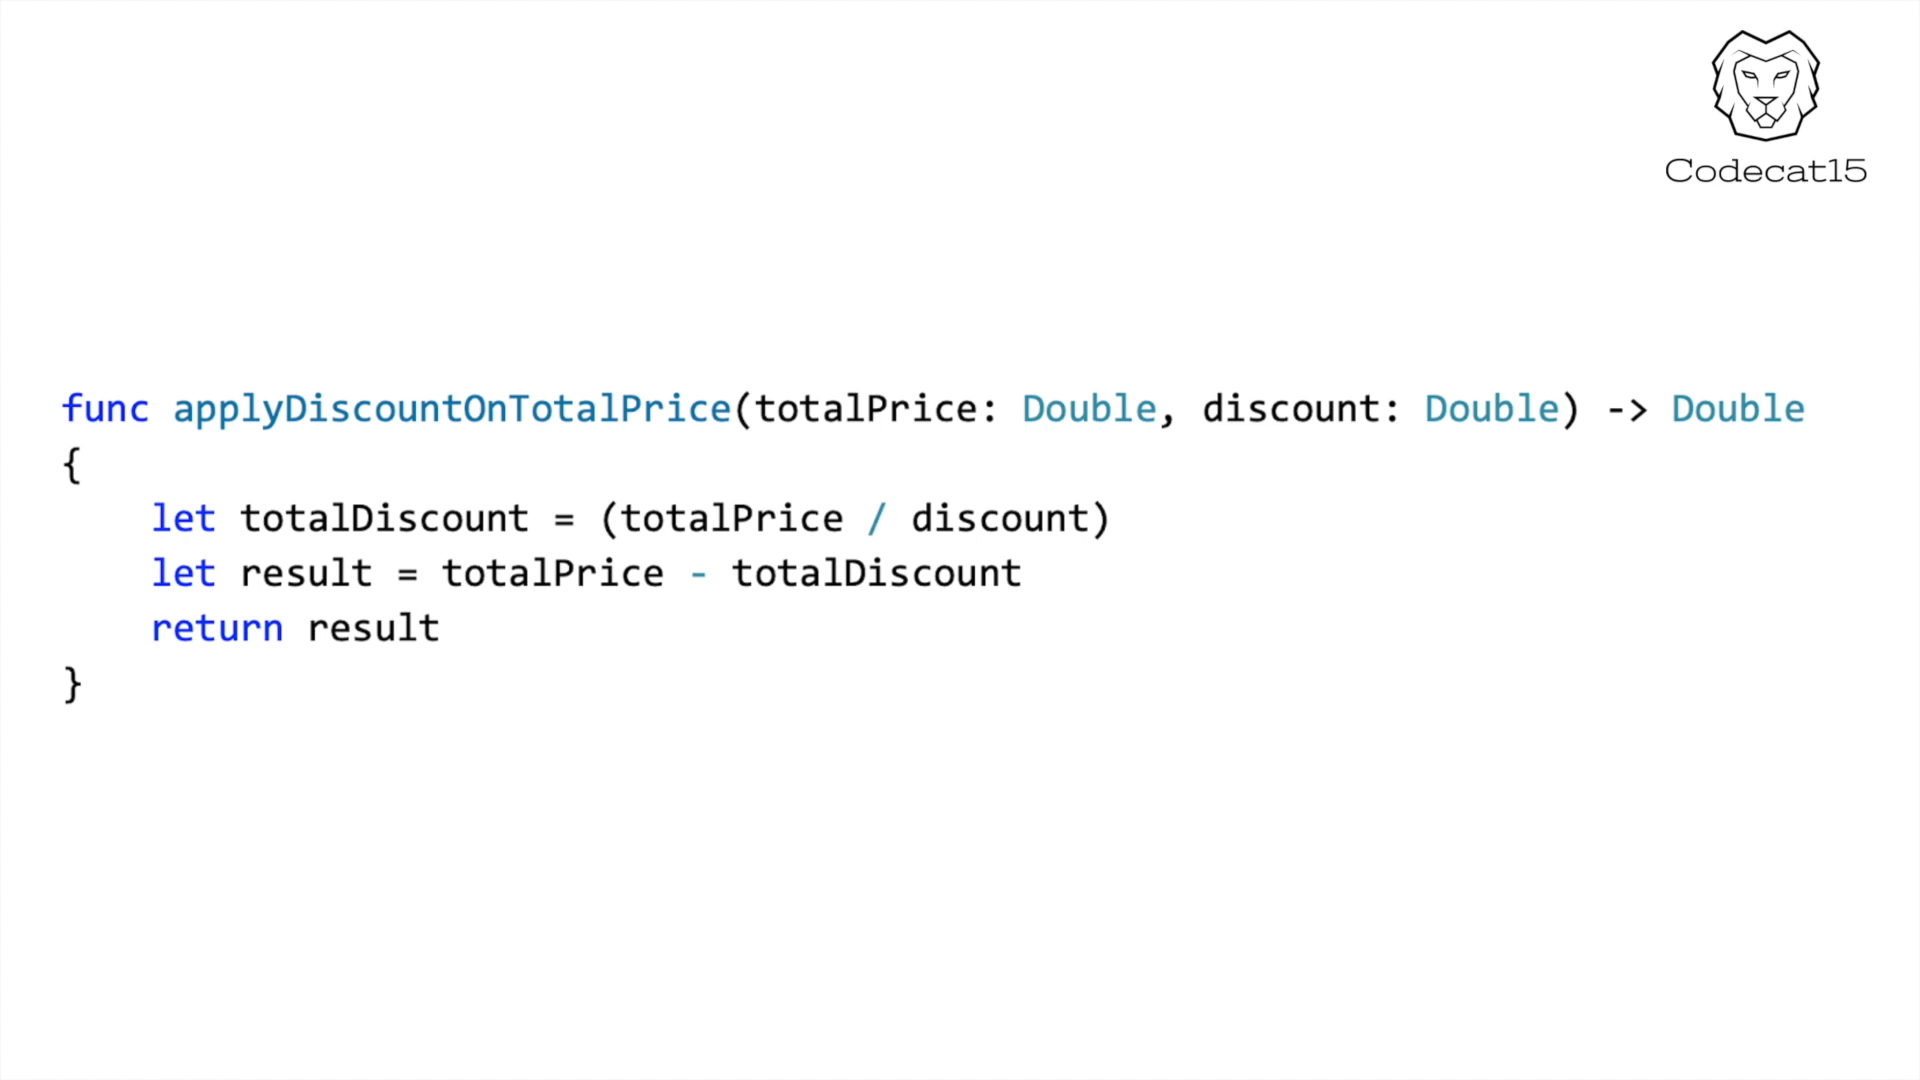 Codecat15
func applyDiscountOnTotalPrice(totalPrice: Double, discount: Double) -> Double
{
    let totalDiscount = (totalPrice / discount)
    let result = totalPrice - totalDiscount
    return result
}